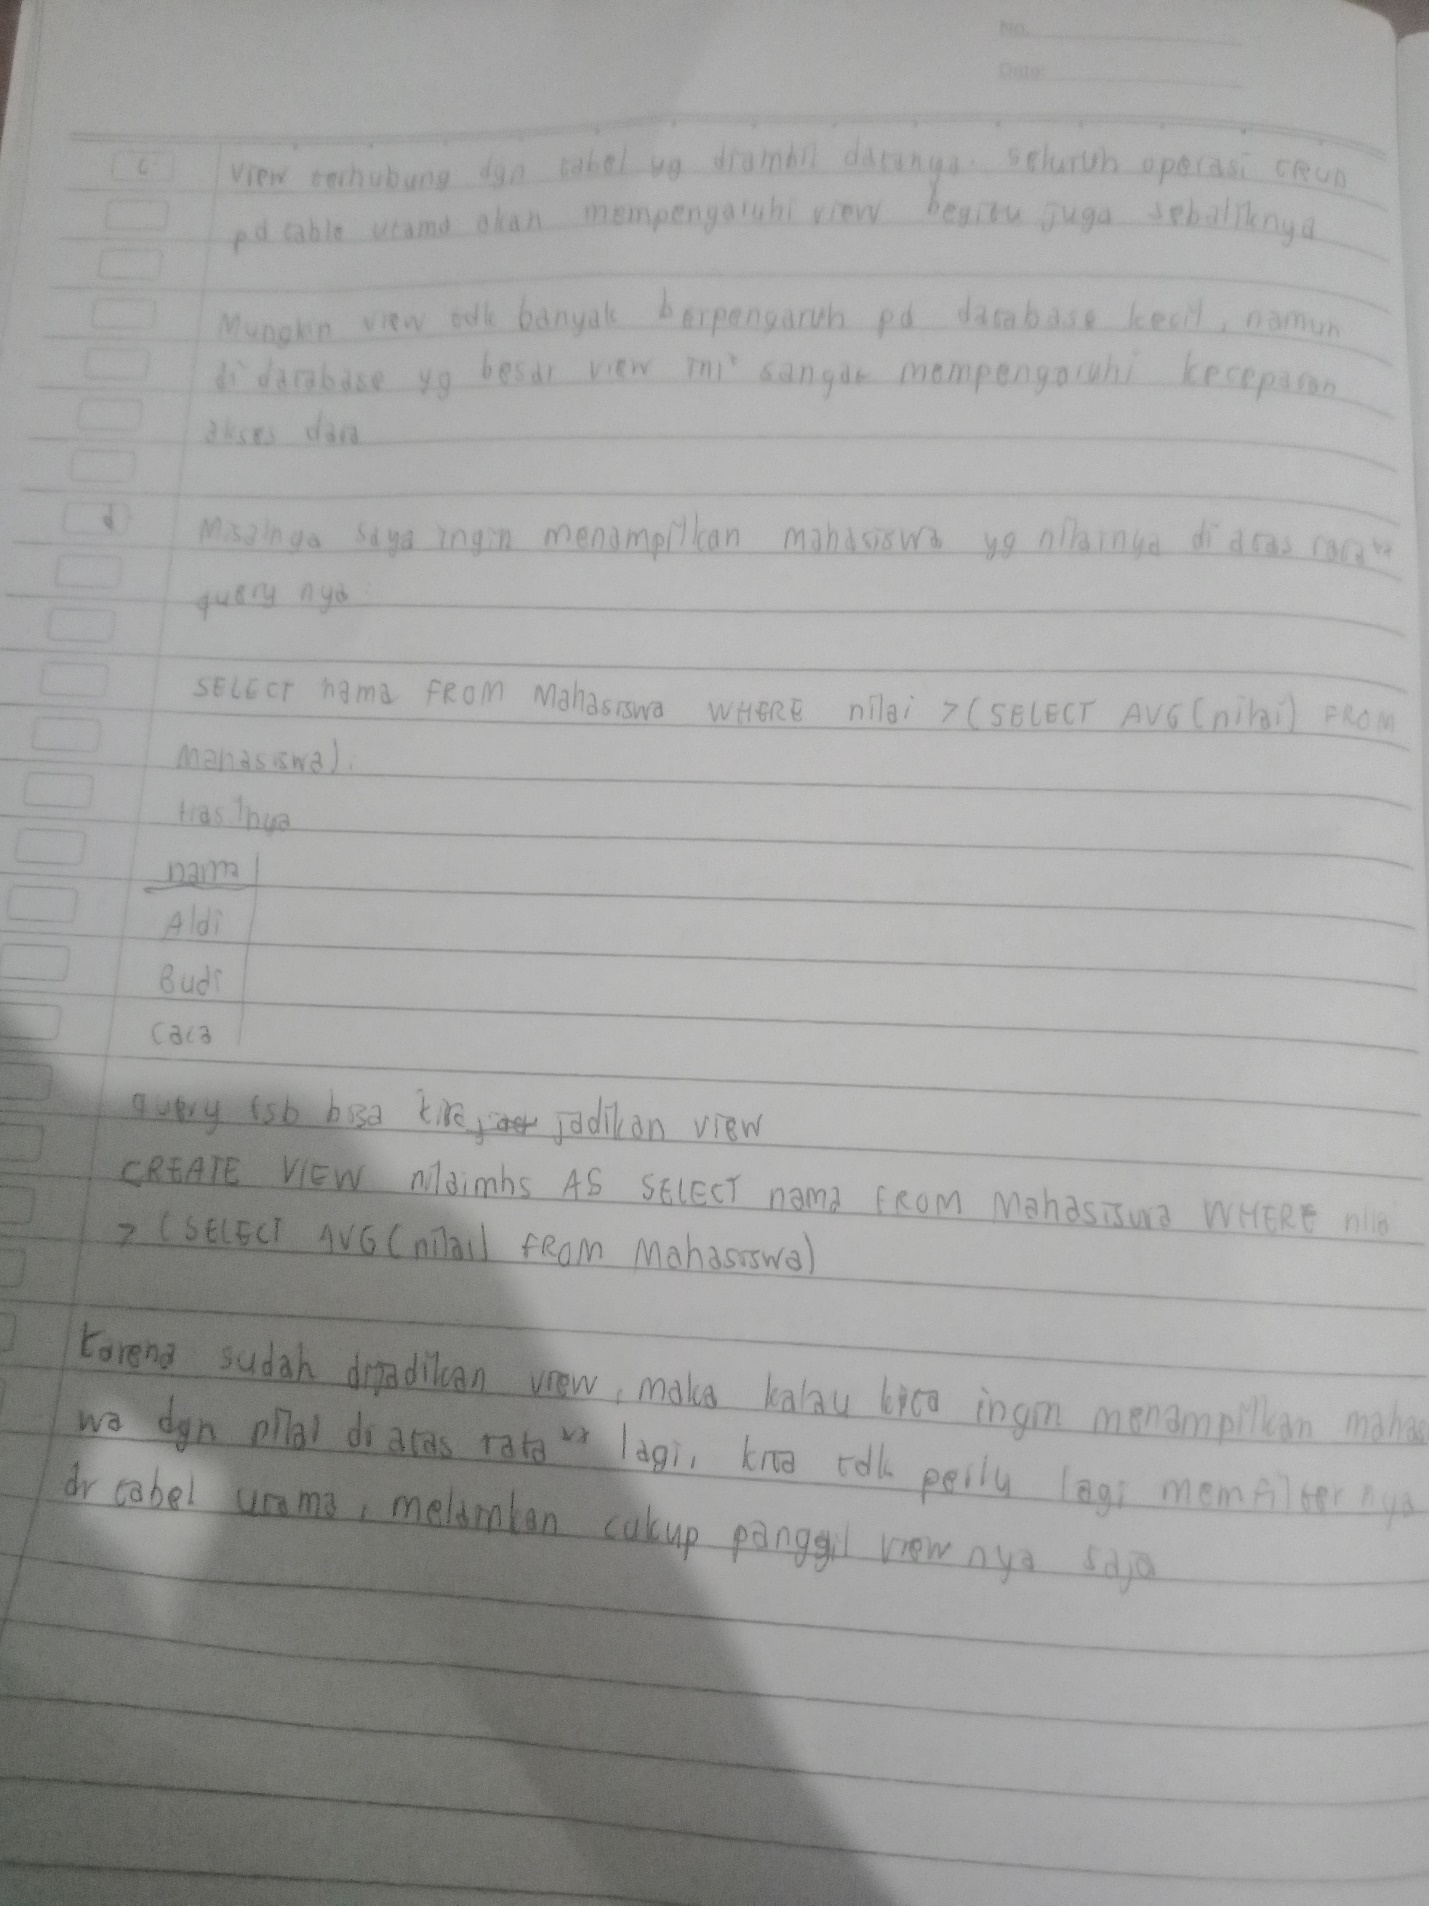 No.
Date:
c. View terhubung dgn tabel yg diambil datanya. Seluruh operasi CRUD
pd table utama akan mempengaruhi view begitu juga sebaliknya
Mungkin view tdk banyak berpengaruh pd database kecil, namun
di database yg besar view ini sangat mempengaruhi kecepatan
akses data
d Misalnya saya ingin menampilkan mahasiswa yg nilainya di atas rata"
query nya
SELECT nama FROM Mahasiswa WHERE nilai > (SELECT AVG(nilai) FROM
Mahasiswa).
Hasilnya
nama
Aldi
Budi
Caca
query tsb bisa kita jadikan view
CREATE VIEW nilaimhs AS SELECT nama FROM Mahasiswa WHERE nila
> (SELECT AVG(nilai) FROM Mahasiswa)
Karena sudah dijadikan view, maka kalau kita ingin menampilkan mahas
wa dgn nilai di atas rata" lagi, kita tdk perlu lagi memfilternya
dr tabel utama, melainkan cukup panggil view nya saja